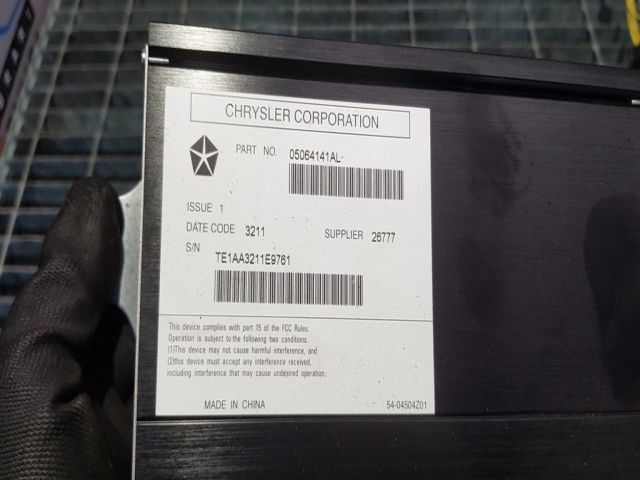 CHRYSLER CORPORATION
PART NO. 05064141AL
ISSUE 1
DATE CODE 3211 SUPPLIER 26777
S/N TE1AA3211E9761
This device complies with part 15 of the FCC Rules.
Operation is subject to the following two conditions.
(1)This device may not cause harmful interference, and
(2)this device must accept any interference received,
including interference that may cause undesired operation.
MADE IN CHINA 54-04504Z01